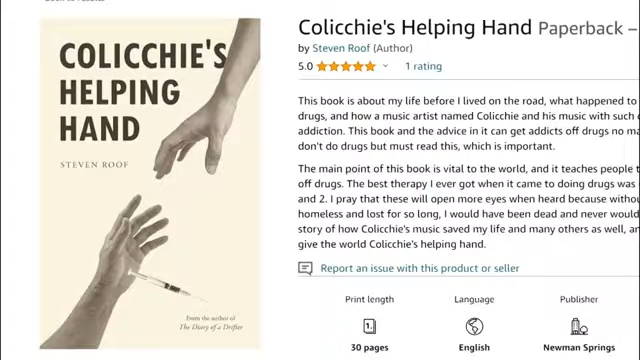 COLICCHIE'S
HELPING
HAND
STEVEN ROOF
From the author of
The Diary of a Drifter
Colicchie's Helping Hand Paperback –
by Steven Roof (Author)
5.0 1 rating
This book is about my life before I lived on the road, what happened to
drugs, and how a music artist named Colicchie and his music with such
addiction. This book and the advice in it can get addicts off drugs no
don't do drugs but must read this, which is important.
The main point of this book is vital to the world, and it teaches people
off drugs. The best therapy I ever got when it came to doing drugs was
and 2. I pray that these will open more eyes when heard because without
homeless and lost for so long, I would have been dead and never would
story of how Colicchie's music saved my life and many others as well,
give the world Colicchie's helping hand.
Report an issue with this product or seller
Print length Language Publisher
30 pages English Newman Springs